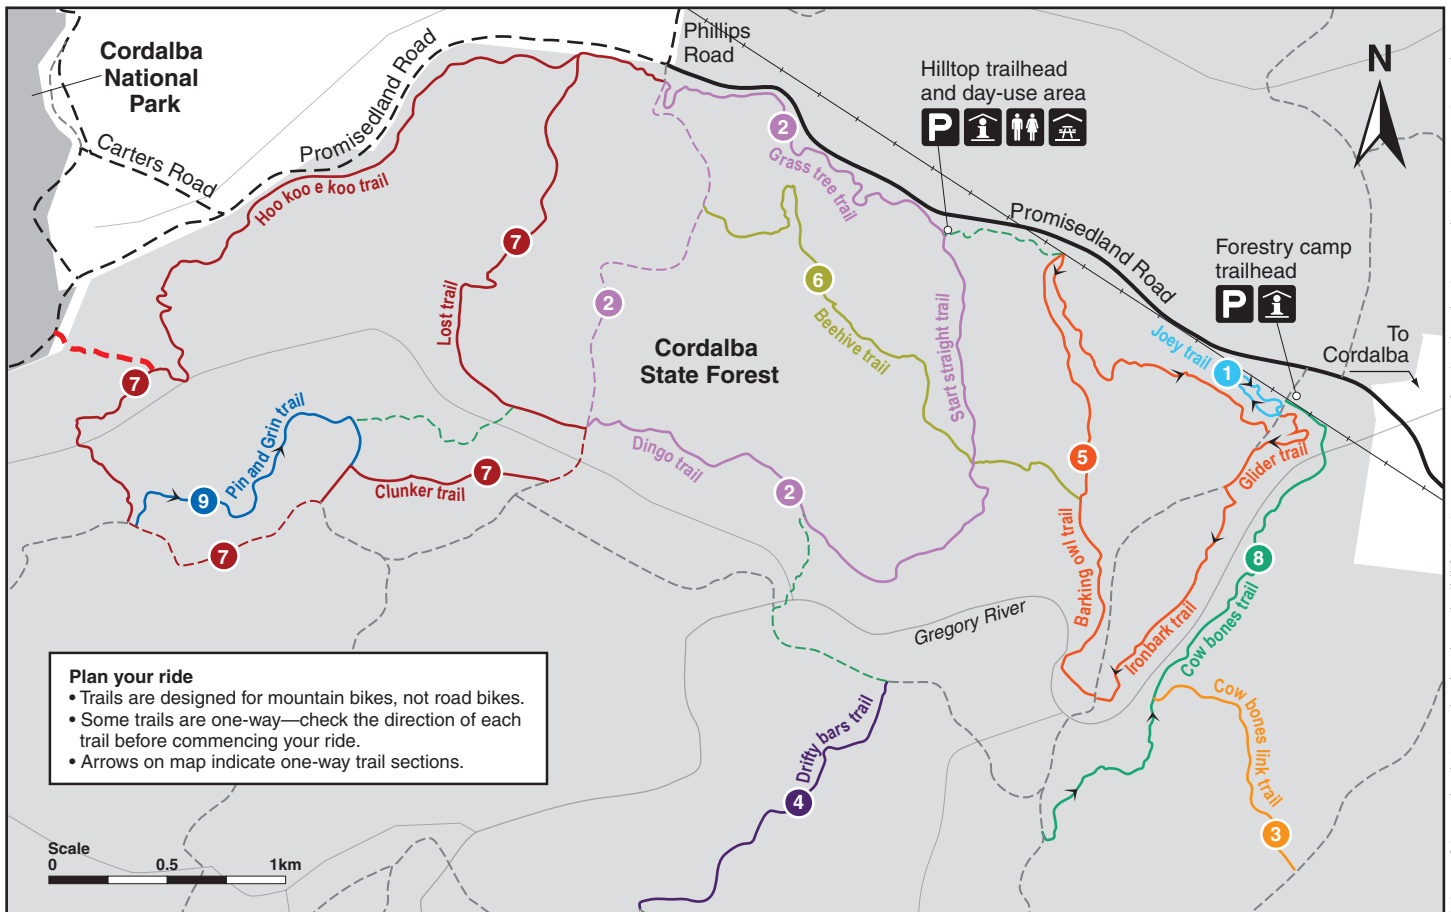 Cordalba
National
Park
Carters Road
Promisedland Road
Phillips
Road
Hilltop trailhead
and day-use area
P
N
Hoo koo e koo trail
2
Grass tree trail
Promisedland Road
Forestry camp
trailhead
P
To
Cordalba
7
Lost trail
2
6
Beehive trail
Start straight trail
Joey trail
1
Cordalba
State Forest
7
Pin and Grin trail
9
Clunker trail
7
7
Dingo trail
2
5
Barking owl trail
Glider trail
Ironbark trail
8
Cow bones trail
Gregory River
Cow bones link trail
3
Drifty bars trail
4
Plan your ride
• Trails are designed for mountain bikes, not road bikes.
• Some trails are one-way—check the direction of each
trail before commencing your ride.
• Arrows on map indicate one-way trail sections.
Scale
0 0.5 1km